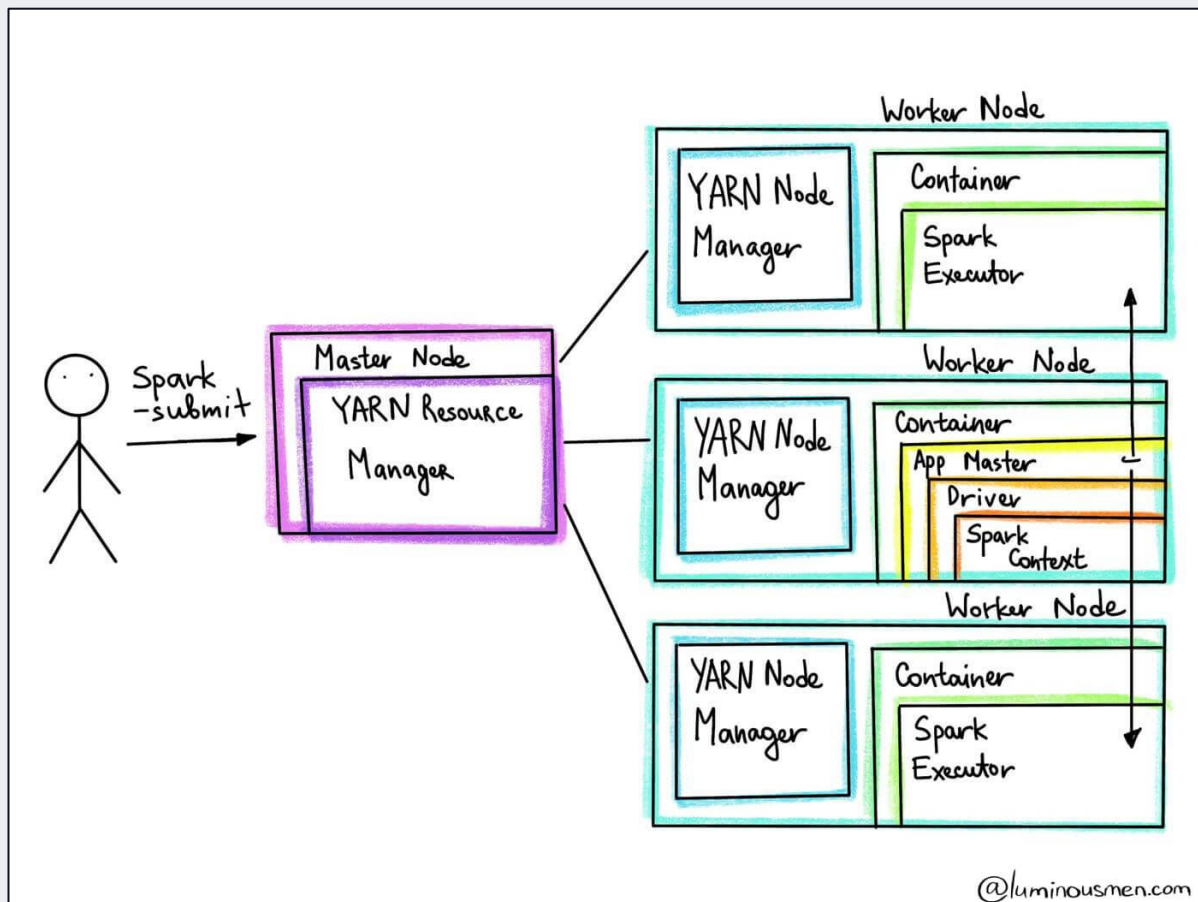 Spark
-submit
Master Node
YARN Resource
Manager
Worker Node
YARN Node
Manager
Container
Spark
Executor
Worker Node
YARN Node
Manager
Container
App Master
Driver
Spark
Context
Worker Node
YARN Node
Manager
Container
Spark
Executor
@luminousmen.com